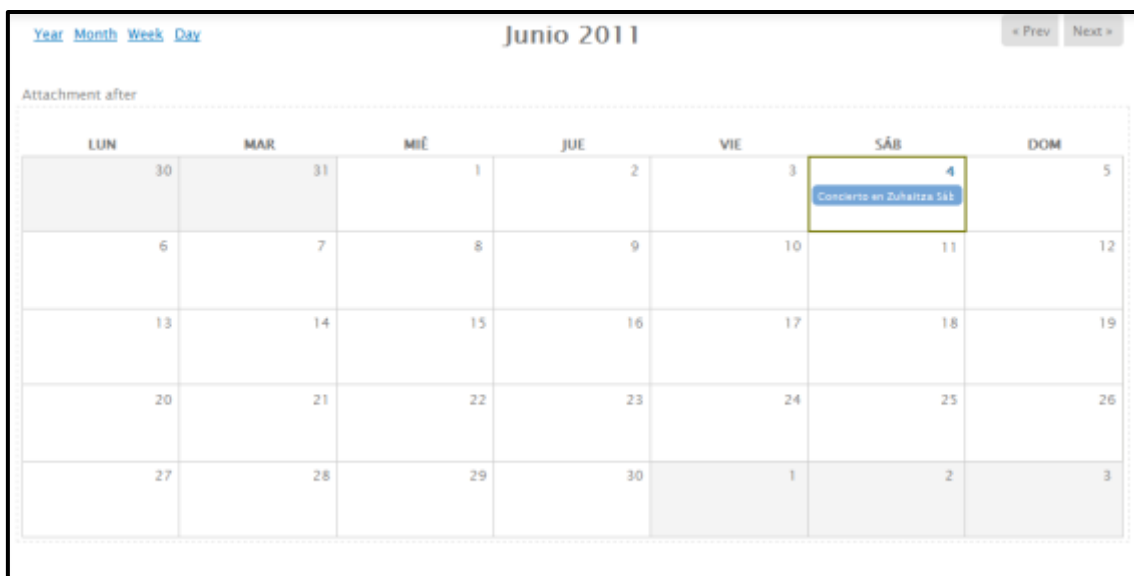 Year Month Week Day Junio 2011 « Prev Next »
Attachment after
LUN MAR MIÉ JUE VIE SÁB DOM
30 31 1 2 3 4 5
Concierto en Zuhaitza Sáb
6 7 8 9 10 11 12
13 14 15 16 17 18 19
20 21 22 23 24 25 26
27 28 29 30 1 2 3